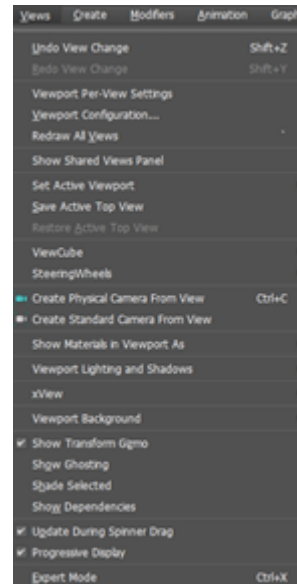 Views Create Modifiers Animation Grap
Undo View Change Shift+Z
Redo View Change Shift+Y
Viewport Per-View Settings
Viewport Configuration...
Redraw All Views `
Show Shared Views Panel
Set Active Viewport
Save Active Top View
Restore Active Top View
ViewCube
SteeringWheels
Create Physical Camera From View Ctrl+C
Create Standard Camera From View
Show Materials in Viewport As
Viewport Lighting and Shadows
xView
Viewport Background
Show Transform Gizmo
Show Ghosting
Shade Selected
Show Dependencies
Update During Spinner Drag
Progressive Display
Expert Mode Ctrl+X